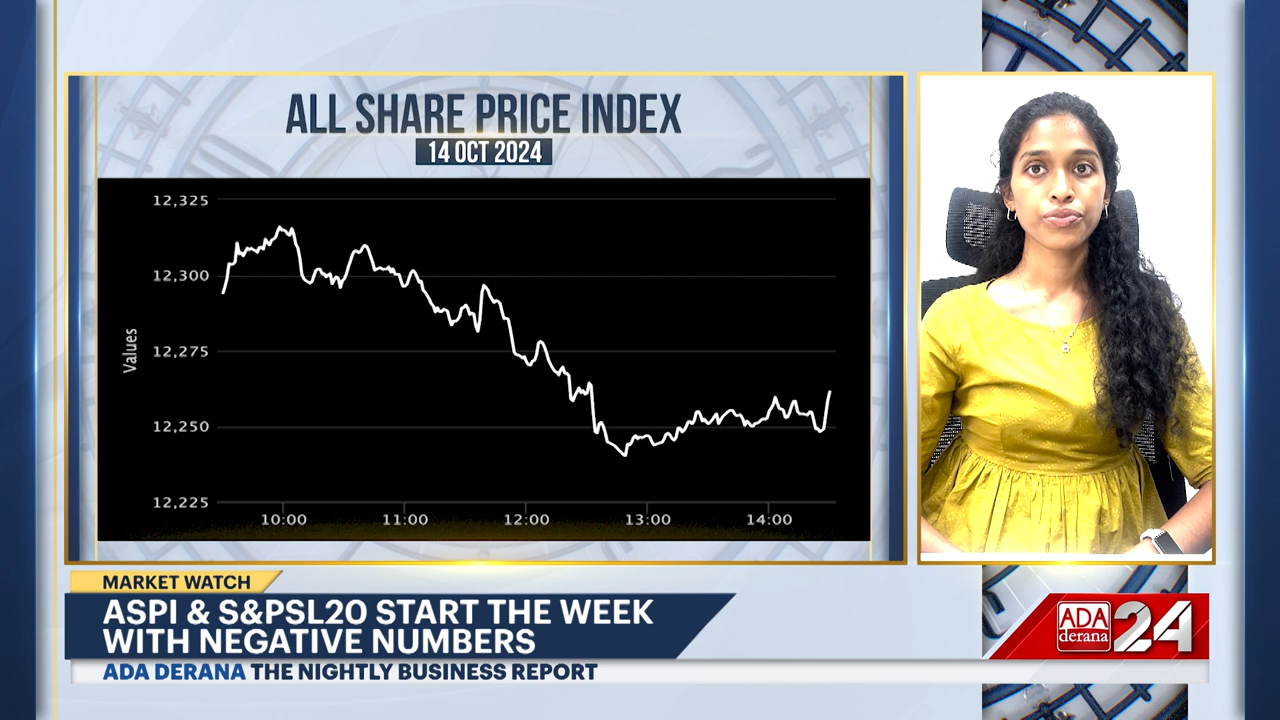 ALL SHARE PRICE INDEX
14 OCT 2024
Values
12,325
12,300
12,275
12,250
12,225
10:00 11:00 12:00 13:00 14:00
MARKET WATCH
ASPI & S&PSL20 START THE WEEK
WITH NEGATIVE NUMBERS
ADA DERANA THE NIGHTLY BUSINESS REPORT
ADA
derana
24